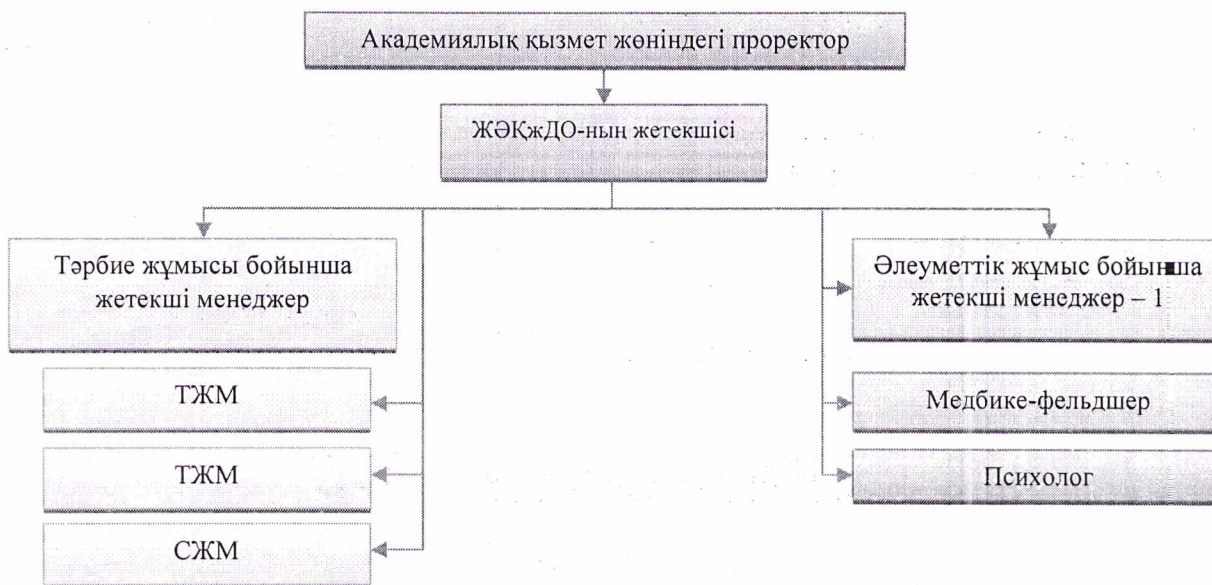 Академиялық қызмет жөніндегі проректор
ЖӘҚжДО-ның жетекшісі
Тәрбие жұмысы бойынша
жетекші менеджер
ТЖМ
ТЖМ
СЖМ
Әлеуметтік жұмыс бойынша
жетекші менеджер – 1
Медбике-фельдшер
Психолог